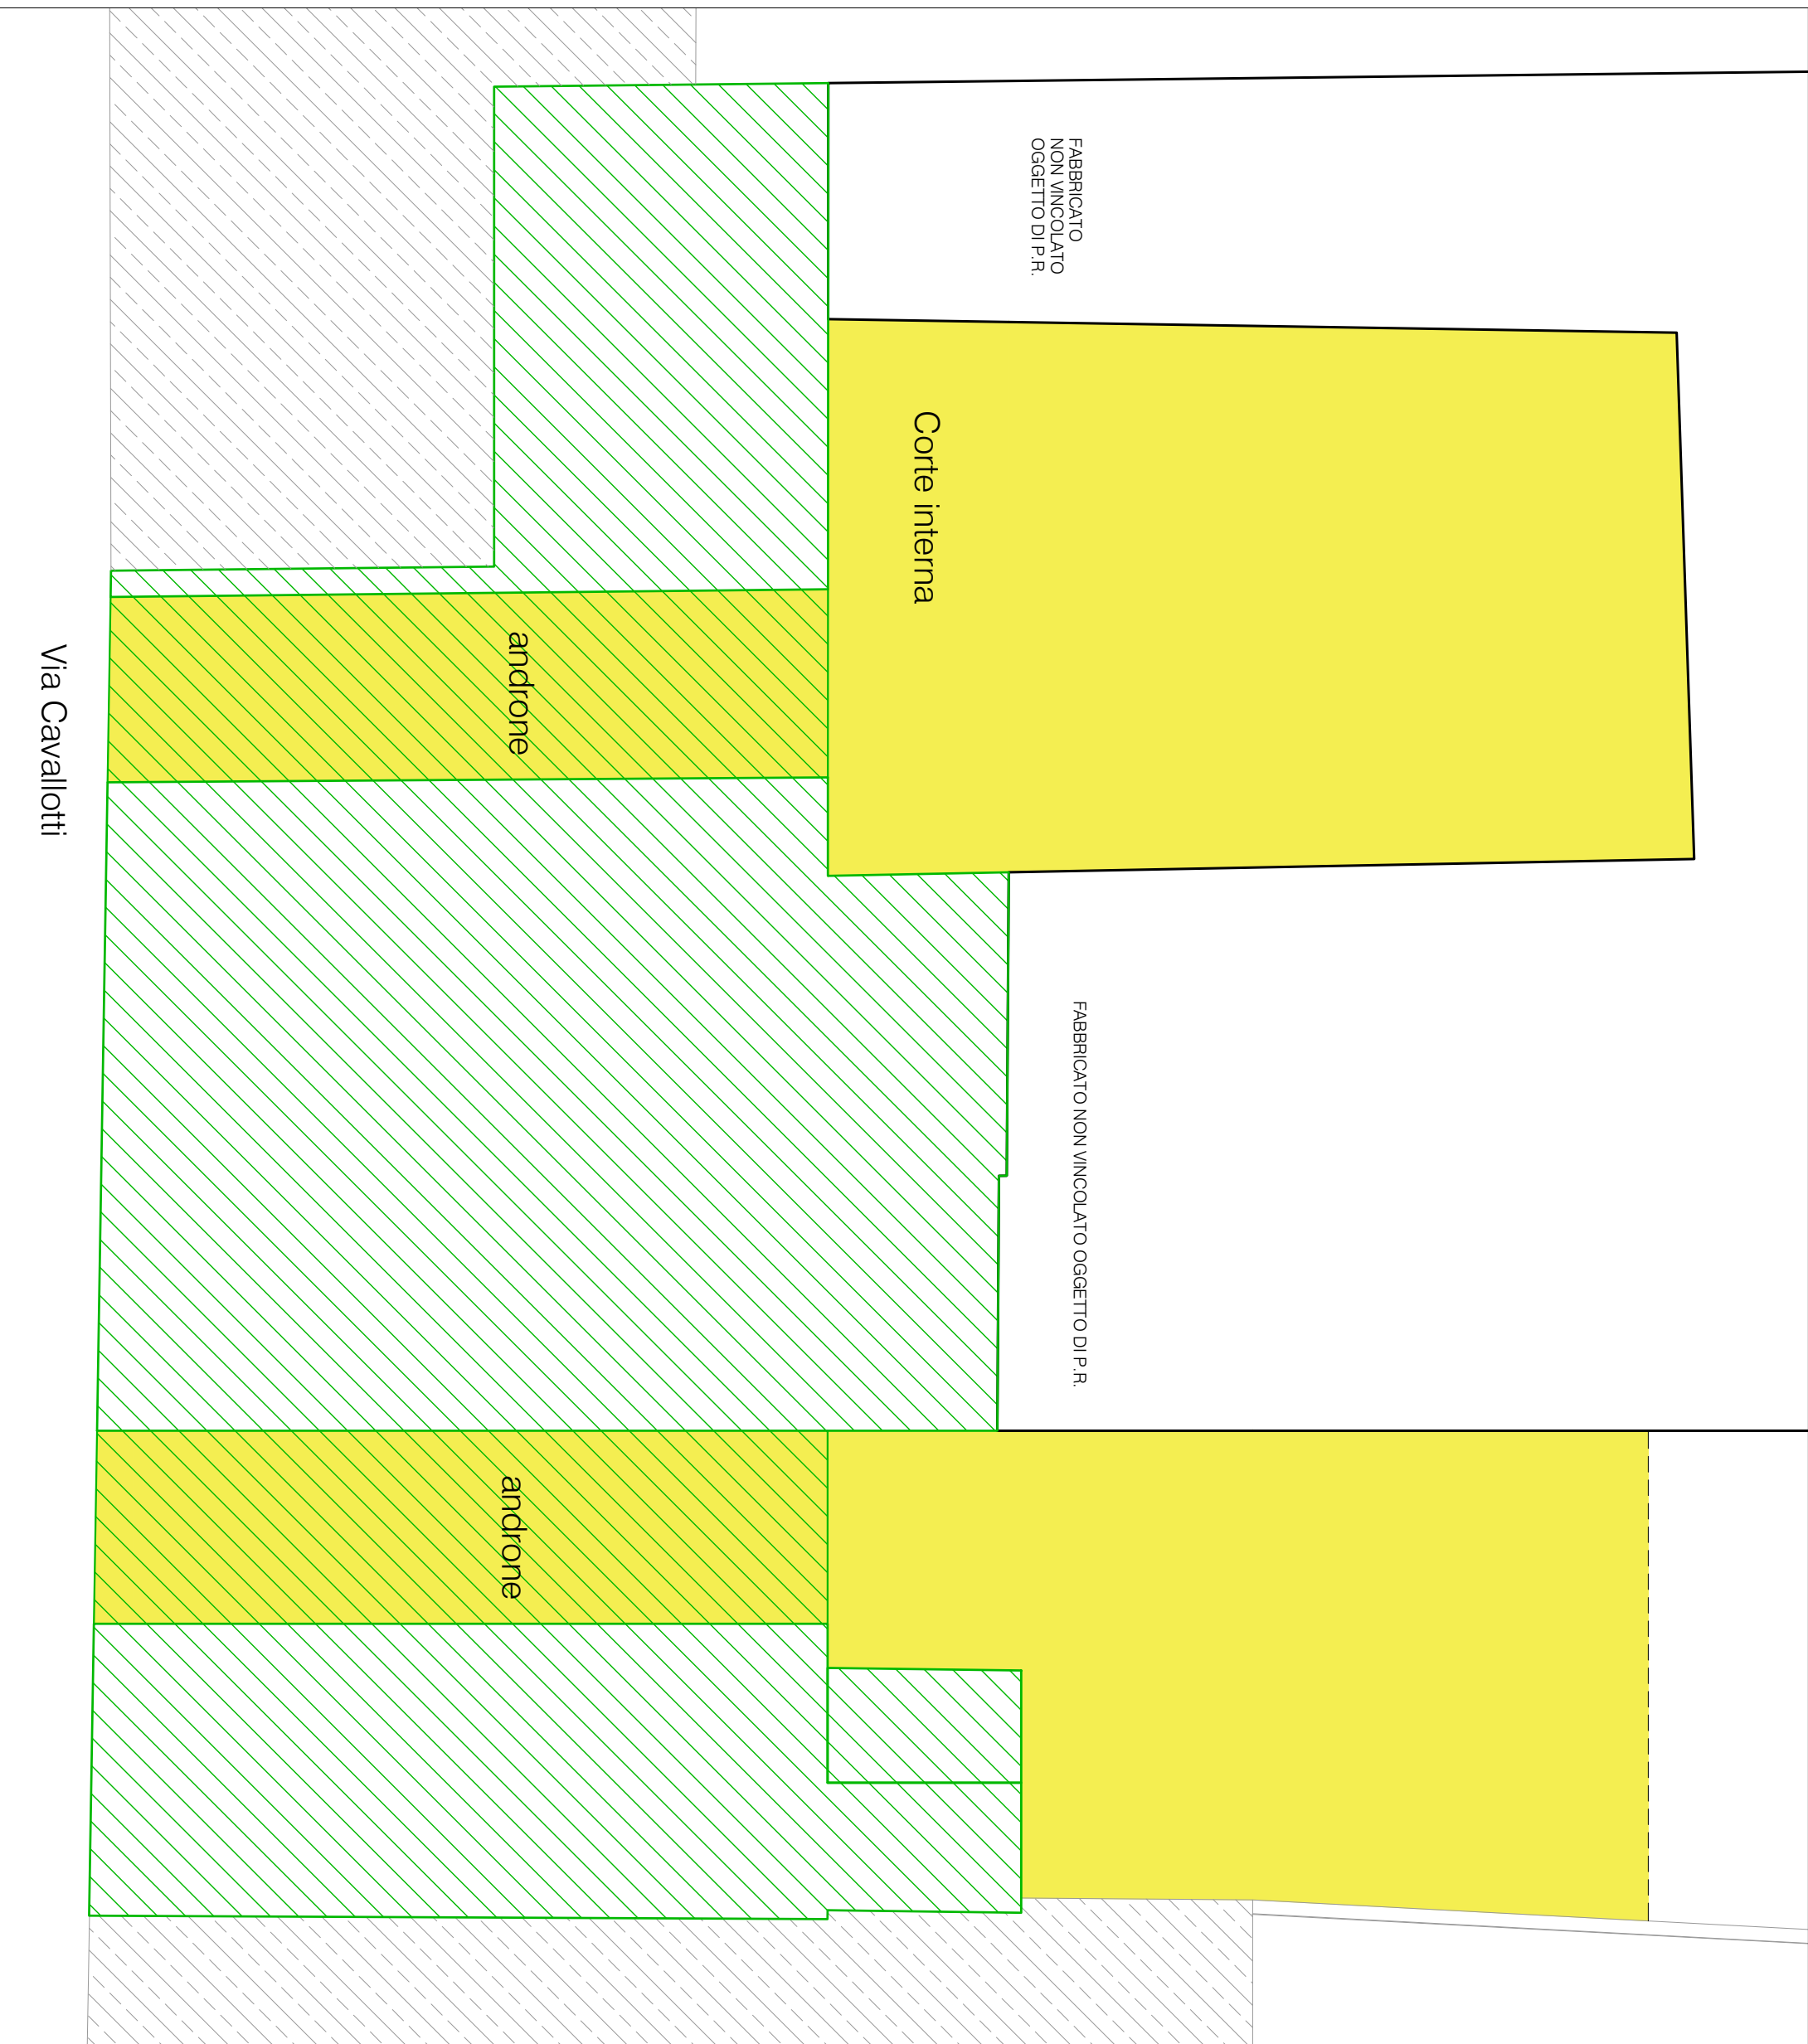 FABBRICATO
NON VINCOLATO
OGGETTO DI P.R.
Corte interna
androne
Via Cavallotti
FABBRICATO NON VINCOLATO OGGETTO DI P.R.
androne